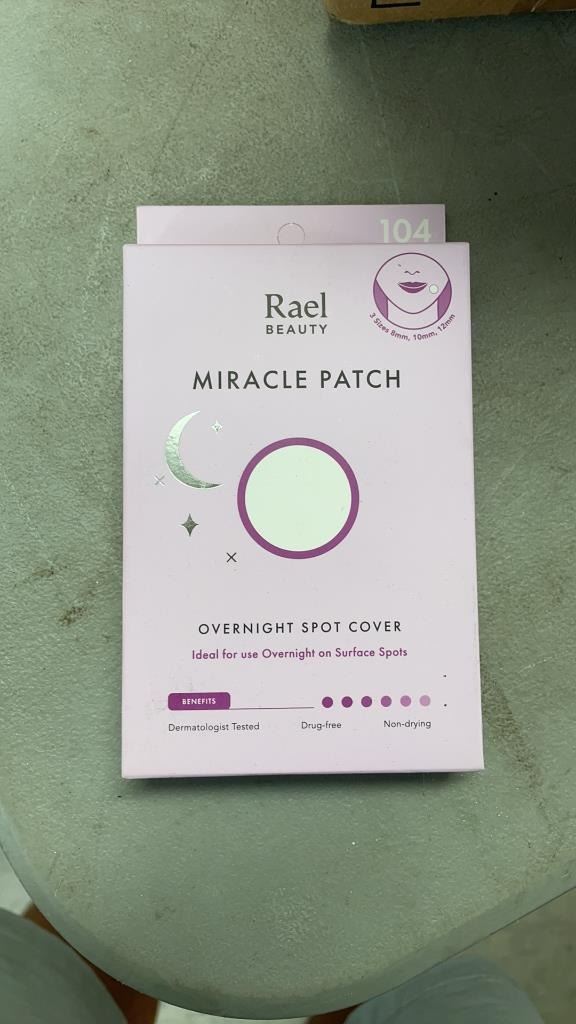 104
3 Sizes 8mm, 10mm, 12mm
Rael
BEAUTY
MIRACLE PATCH
OVERNIGHT SPOT COVER
Ideal for use Overnight on Surface Spots
BENEFITS
Dermatologist Tested Drug-free Non-drying